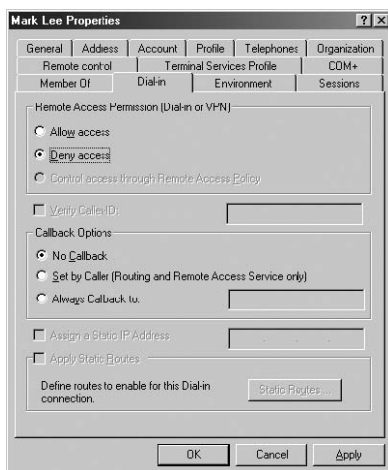 Mark Lee Properties
General Address Account Profile Telephones Organization
Remote control Terminal Services Profile COM+
Member Of Dial-in Environment Sessions
Remote Access Permission (Dial-in or VPN)
Allow access
Deny access
Control access through Remote Access Policy
Verify Caller-ID:
Callback Options
No Callback
Set by Caller (Routing and Remote Access Service only)
Always Callback to:
Assign a Static IP Address
Apply Static Routes
Define routes to enable for this Dial-in
connection.
Static Routes ...
OK Cancel Apply